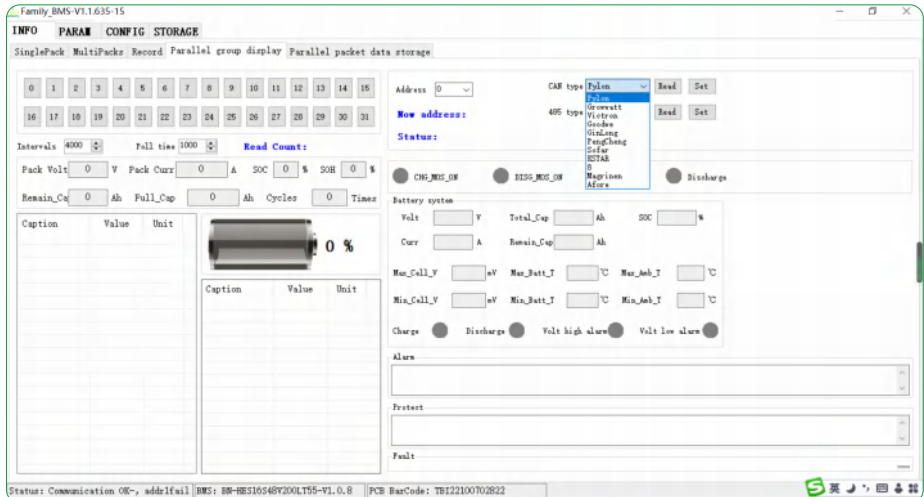 Family_BMS-V1.1.635-15
INFO PARAM CONFIG STORAGE
SinglePack MultiPacks Record Parallel group display Parallel packet data storage
0 1 2 3 4 5 6 7 8 9 10 11 12 13 14 15
16 17 18 19 20 21 22 23 24 25 26 27 28 29 30 31
Intervals 4000 Poll time 1000 Read Count:
Pack Volt 0 V Pack Curr 0 A SOC 0 % SOH 0 %
Remain_Ca 0 Ah Full_Cap 0 Ah Cycles 0 Times
Caption Value Unit
0 %
Caption Value Unit
Address 0 CAN type Pylon Read Set
Now address: 485 type Read Set
Status:
Pylon
Growwatt
Victron
Goodwe
GinLong
PengCheng
Sofar
ESTAR
8
Magrinen
Afore
CHG_MOS_ON DISG_MOS_ON Discharge
Battery system
Volt V Total_Cap Ah SOC %
Curr A Remain_Cap Ah
Max_Cell_V mV Max_Batt_T ℃ Max_Amb_T ℃
Min_Cell_V mV Min_Batt_T ℃ Min_Amb_T ℃
Charge Discharge Volt high alarm Volt low alarm
Alarm
Protect
Fault
Status: Communication OK-, addr1fail BMS: BN-HES16S48V200LT55-V1.0.8 PCB BarCode: TBI22100702822
英